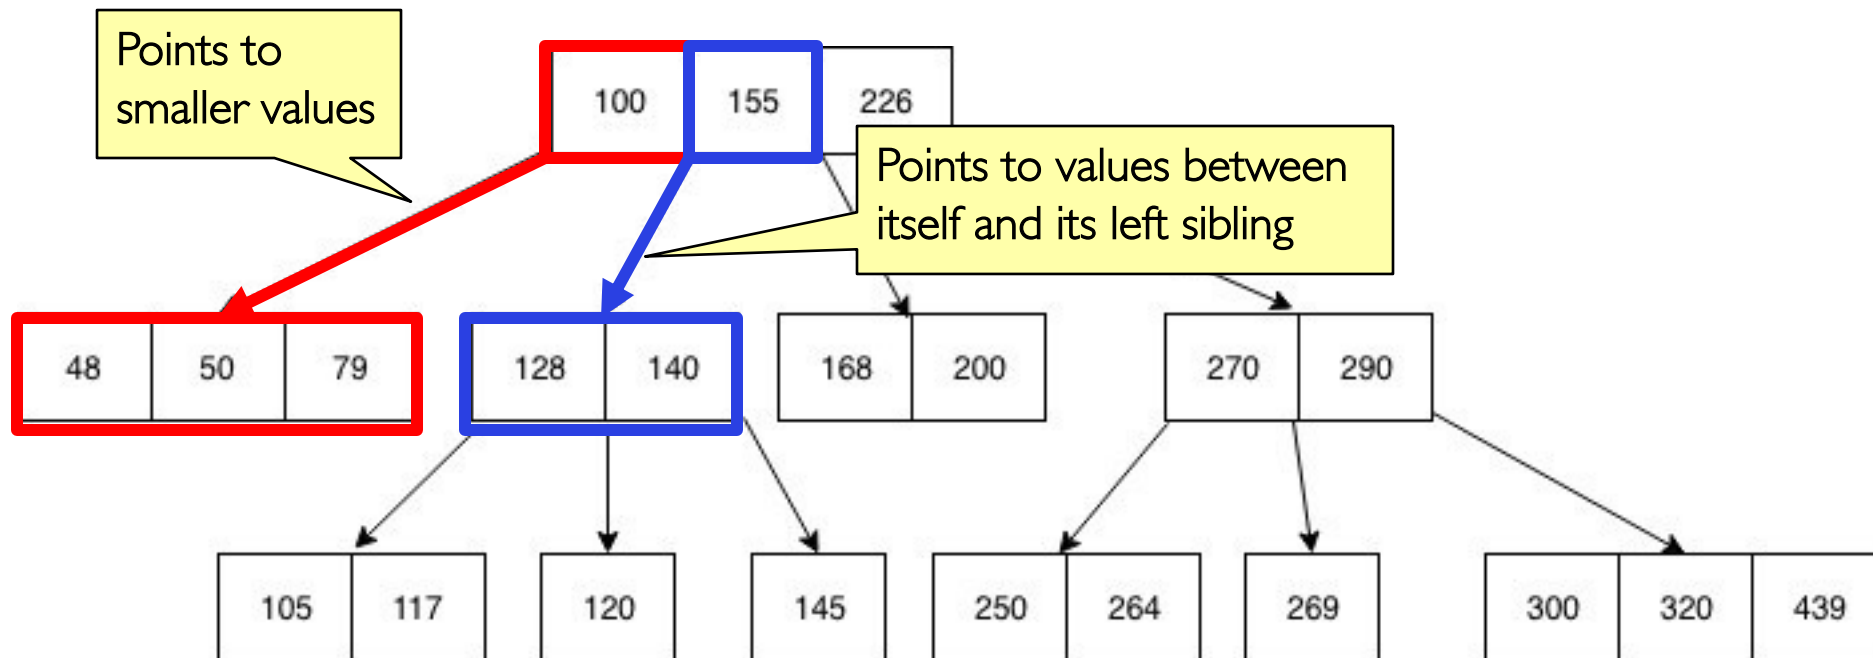 Points to
smaller values
100 155 226
Points to values between
itself and its left sibling
48 50 79 128 140 168 200 270 290
105 117 120 145 250 264 269 300 320 439